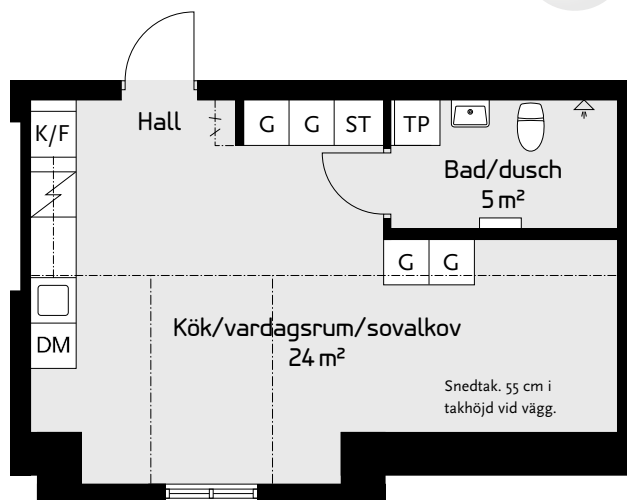 K/F
Hall
G
G
ST
TP
Bad/dusch
5 m²
G
G
DM
Kök/vardagsrum/sovalkov
24 m²
Snedtak. 55 cm i
takhöjd vid vägg.